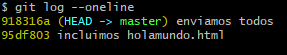 $ git log --oneline
918316a (HEAD -> master) enviamos todos
95df803 incluimos holamundo.html